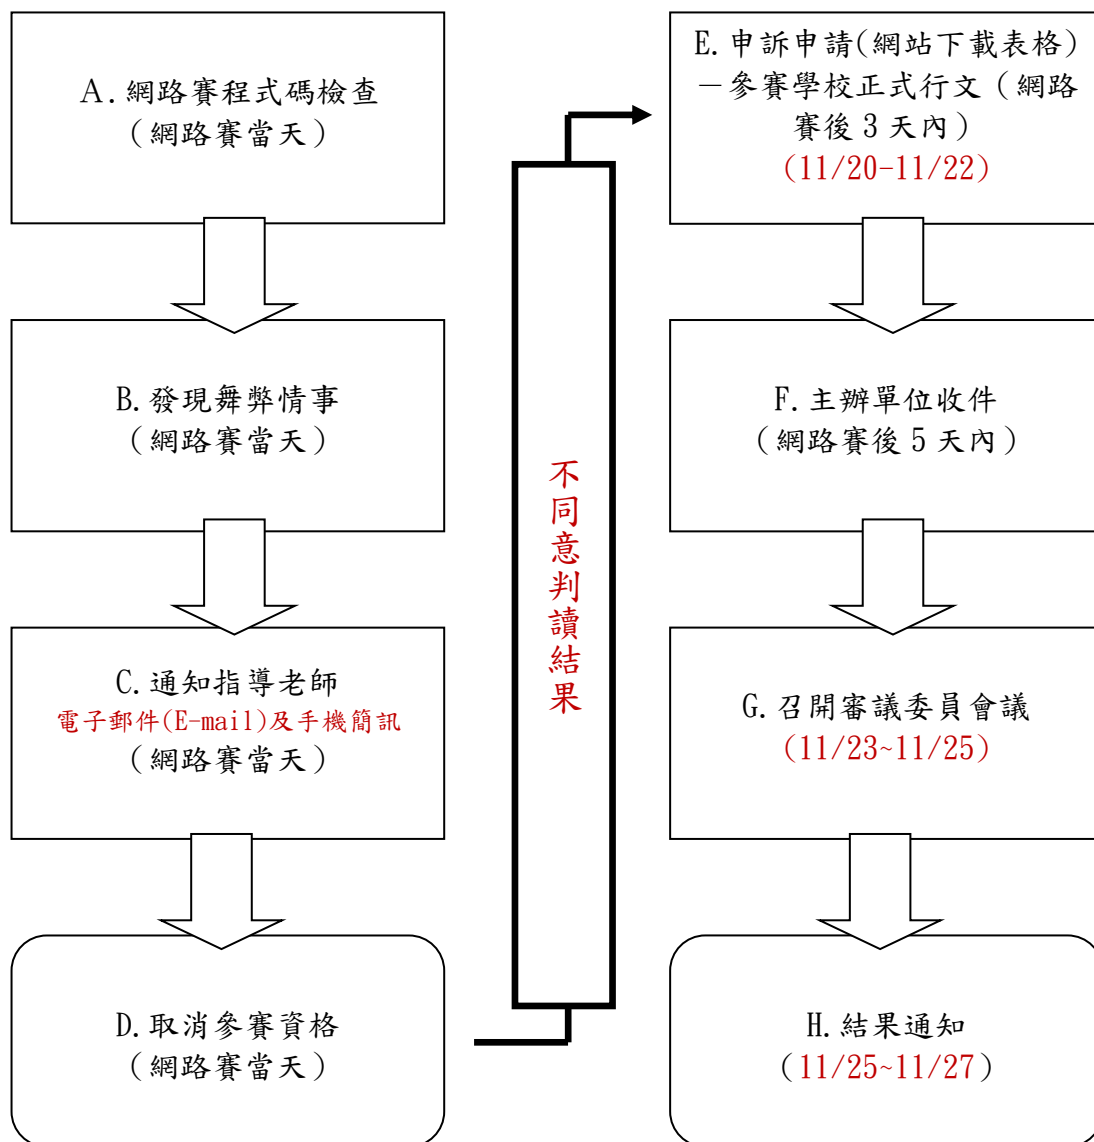 A.網路賽程式碼檢查
（網路賽當天）
B.發現舞弊情事
（網路賽當天）
C.通知指導老師
電子郵件(E-mail)及手機簡訊
（網路賽當天）
D.取消參賽資格
（網路賽當天）
不同意判讀結果
E.申訴申請(網站下載表格)
－參賽學校正式行文（網路
賽後 3 天內）
(11/20-11/22)
F.主辦單位收件
（網路賽後 5 天內）
G.召開審議委員會議
(11/23~11/25)
H.結果通知
（11/25~11/27）